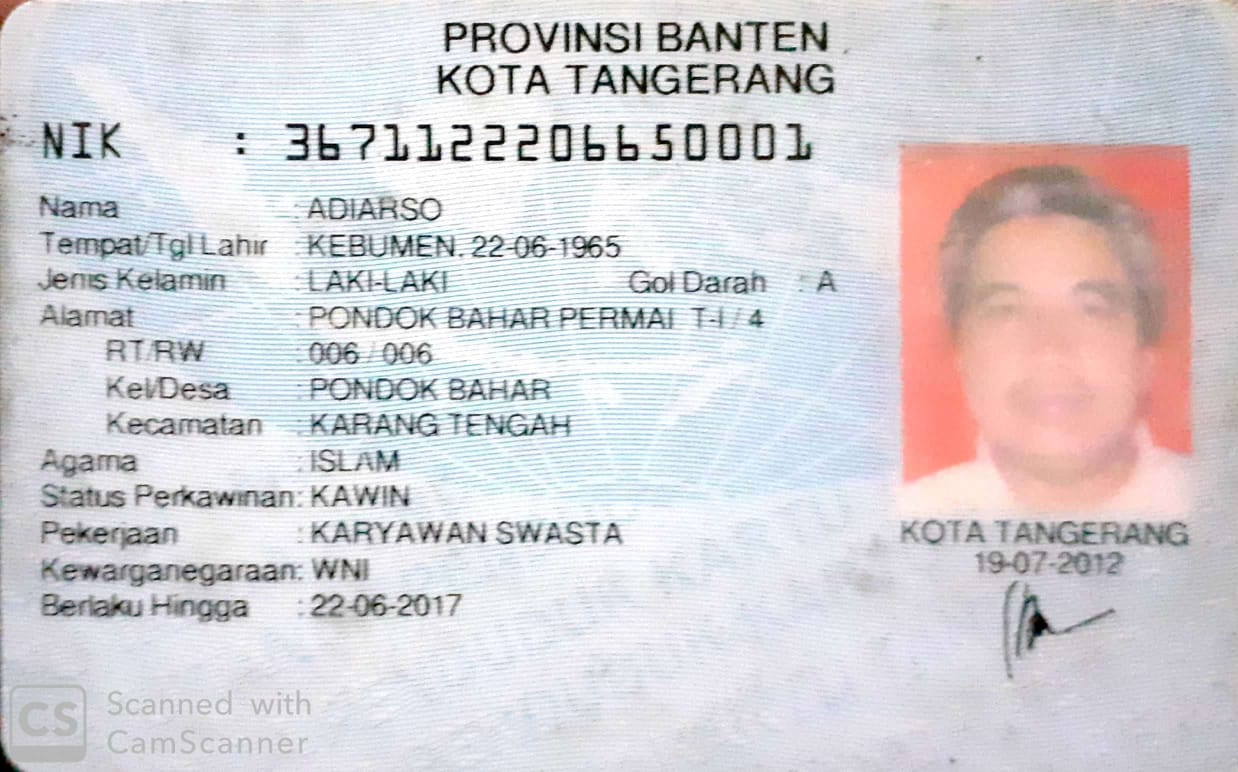 PROVINSI BANTEN
KOTA TANGERANG
NIK : 3671122206650001
Nama : ADIARSO
Tempat/Tgl Lahir : KEBUMEN, 22-06-1965
Jenis Kelamin : LAKI-LAKI Gol Darah : A
Alamat : PONDOK BAHAR PERMAI T-I / 4
RT/RW : 006 / 006
Kel/Desa : PONDOK BAHAR
Kecamatan : KARANG TENGAH
Agama : ISLAM
Status Perkawinan: KAWIN
Pekerjaan : KARYAWAN SWASTA
Kewarganegaraan: WNI
Berlaku Hingga : 22-06-2017
KOTA TANGERANG
19-07-2012
CS Scanned with
CamScanner